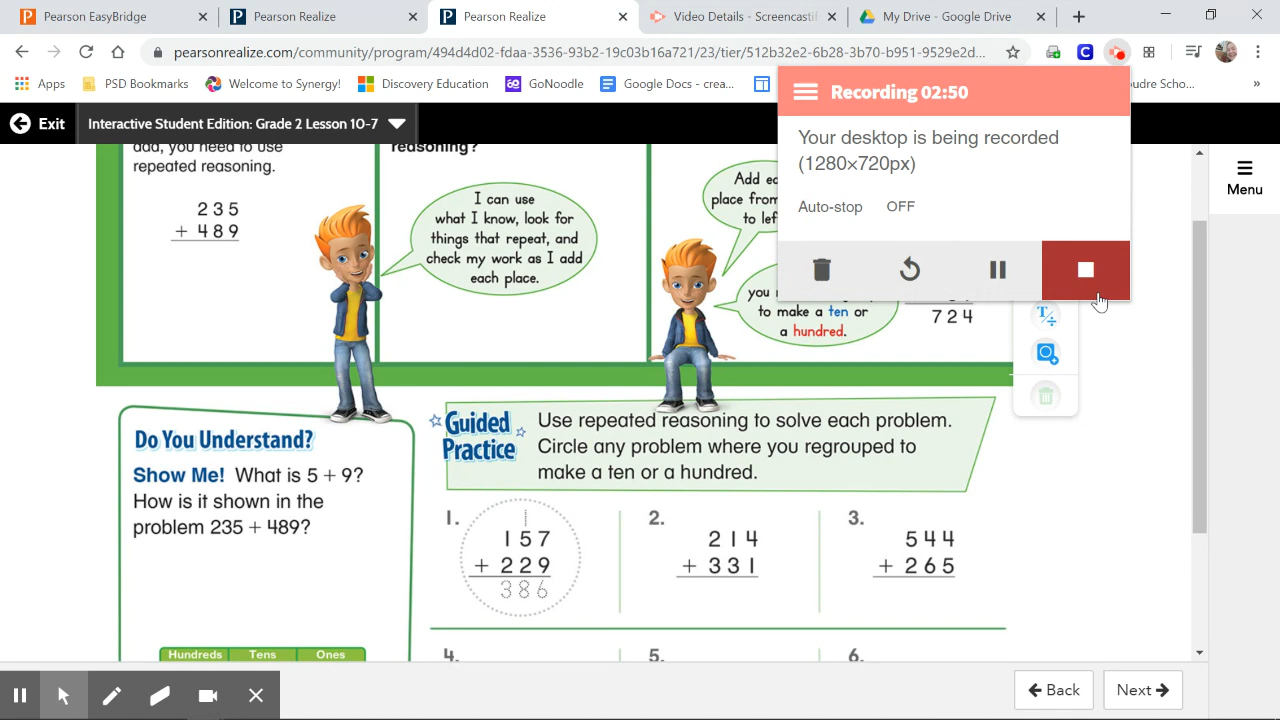 Pearson EasyBridge
Pearson Realize
Pearson Realize
Video Details - Screencastif
My Drive - Google Drive
pearsonrealize.com/community/program/494d4d02-fdaa-3536-93b2-19c03b16a721/23/tier/512b32e2-6b28-3b70-b951-9529e2d...
Apps
PSD Bookmarks
Welcome to Synergy!
Discovery Education
GoNoodle
Google Docs - crea...
oudre Scho...
Exit
Interactive Student Edition: Grade 2 Lesson 10-7
Recording 02:50
Your desktop is being recorded
(1280×720px)
Auto-stop OFF
Menu
add, you need to use
repeated reasoning.
235
+ 489
reasoning?
I can use
what I know, look for
things that repeat, and
check my work as I add
each place.
Add ea
place from
to lef
you
to make a ten or
a hundred.
724
Do You Understand?
Show Me! What is 5 + 9?
How is it shown in the
problem 235 + 489?
Hundreds Tens Ones
Guided
Practice
Use repeated reasoning to solve each problem.
Circle any problem where you regrouped to
make a ten or a hundred.
1.
1
157
+ 229
386
2.
214
+ 331
3.
544
+ 265
4.
5.
6.
Back
Next